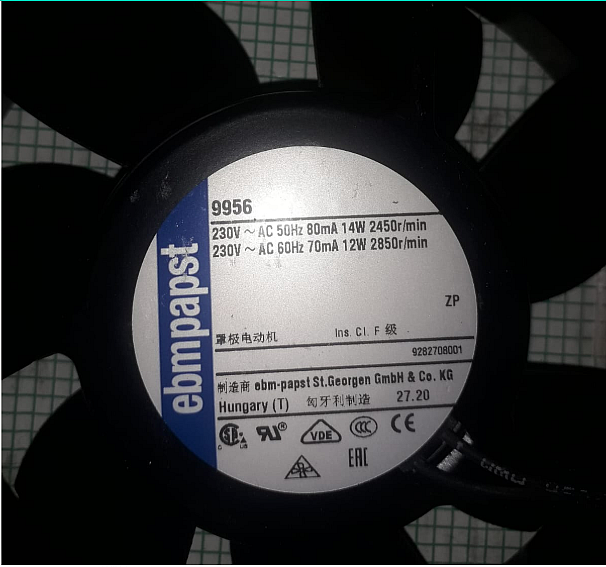 ebmpapst
9956
230V ~ AC 50Hz 80mA 14W 2450r/min
230V ~ AC 60Hz 70mA 12W 2850r/min
ZP
罩极电动机 Ins. Cl. F 级
9282708001
制造商 ebm-papst St.Georgen GmbH & Co. KG
Hungary (T) 匈牙利制造 27.20
VDE CCC CE
EAC